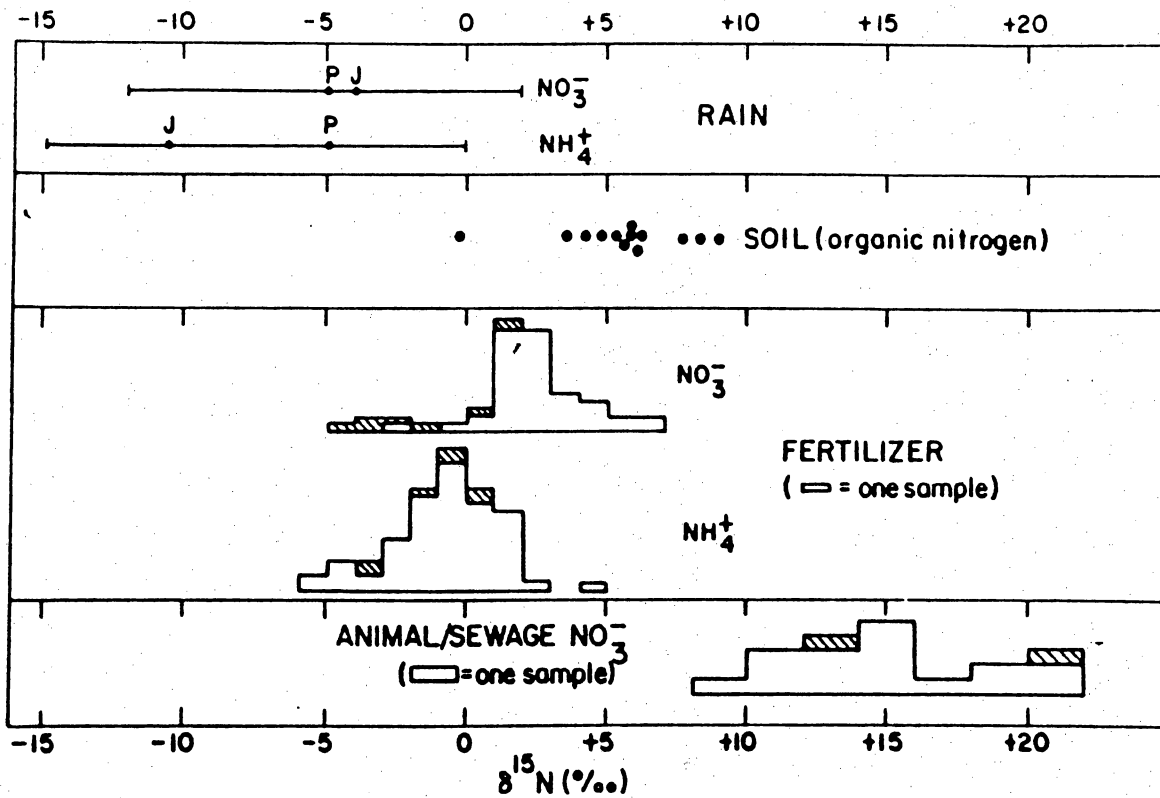 -15 -10 -5 0 +5 +10 +15 +20
P J
NO₃⁻
RAIN
J P
NH₄⁺
SOIL (organic nitrogen)
NO₃⁻
FERTILIZER
( = one sample)
NH₄⁺
ANIMAL/SEWAGE NO₃⁻
( = one sample)
-15 -10 -5 0 +5 +10 +15 +20
δ¹⁵N (‰)